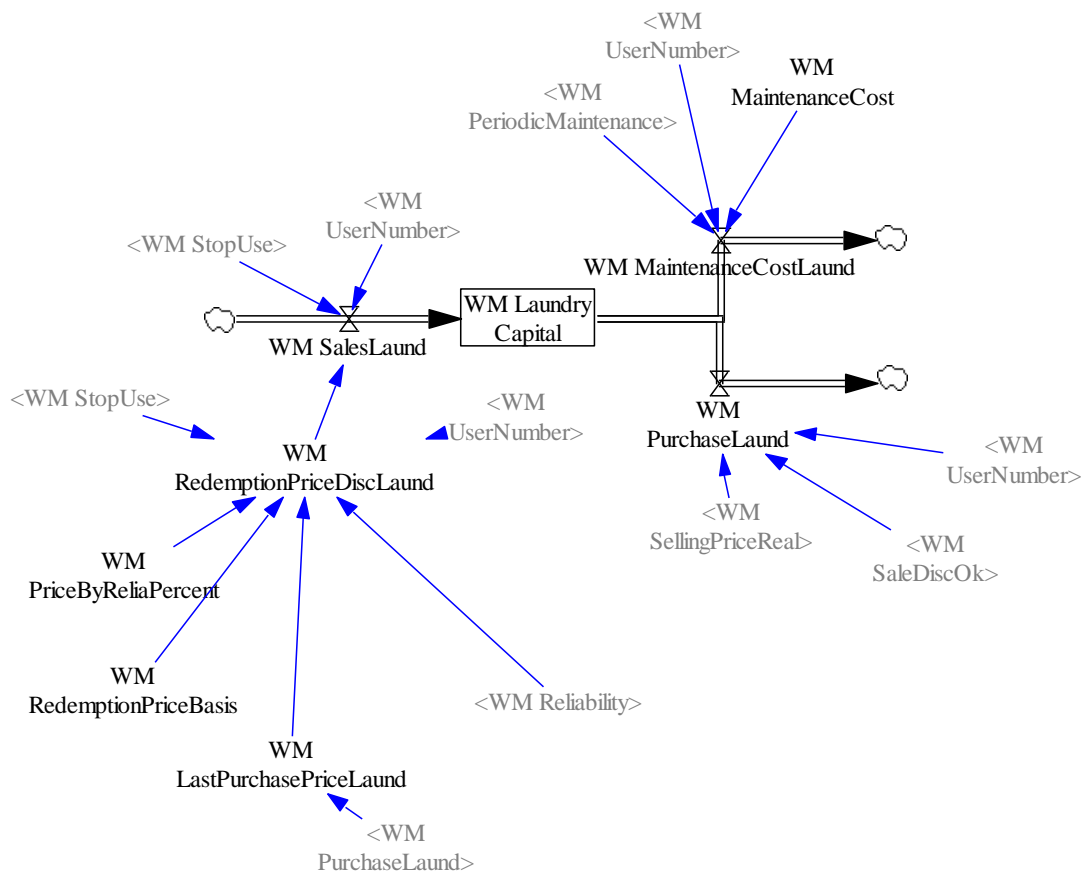 <WM
UserNumber>
WM
MaintenanceCost
<WM
PeriodicMaintenance>
<WM
UserNumber>
<WM StopUse>
WM MaintenanceCostLaund
WM Laundry
Capital
WM SalesLaund
<WM StopUse>
<WM
UserNumber>
WM
PurchaseLaund
WM
RedemptionPriceDiscLaund
<WM
UserNumber>
<WM
SellingPriceReal>
<WM
SaleDiscOk>
WM
PriceByReliaPercent
WM
RedemptionPriceBasis
<WM Reliability>
WM
LastPurchasePriceLaund
<WM
PurchaseLaund>